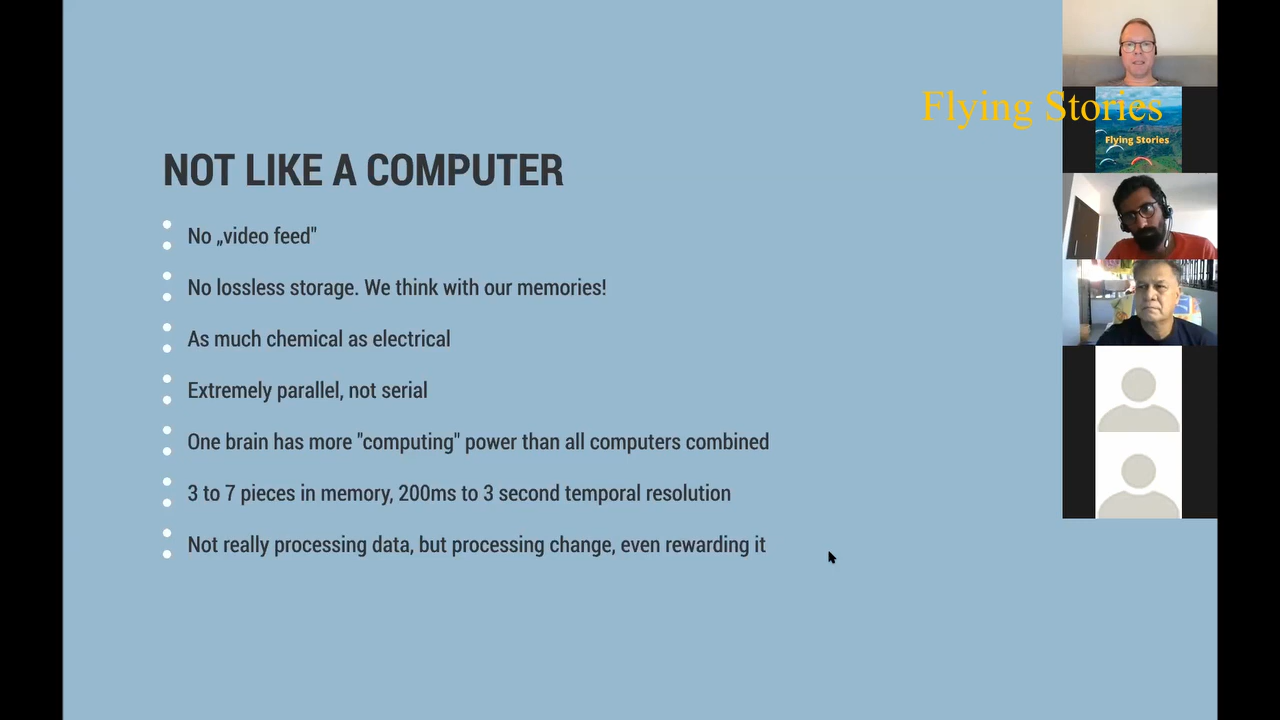 Flying Stories
Flying Stories
NOT LIKE A COMPUTER
No „video feed"
No lossless storage. We think with our memories!
As much chemical as electrical
Extremely parallel, not serial
One brain has more "computing" power than all computers combined
3 to 7 pieces in memory, 200ms to 3 second temporal resolution
Not really processing data, but processing change, even rewarding it